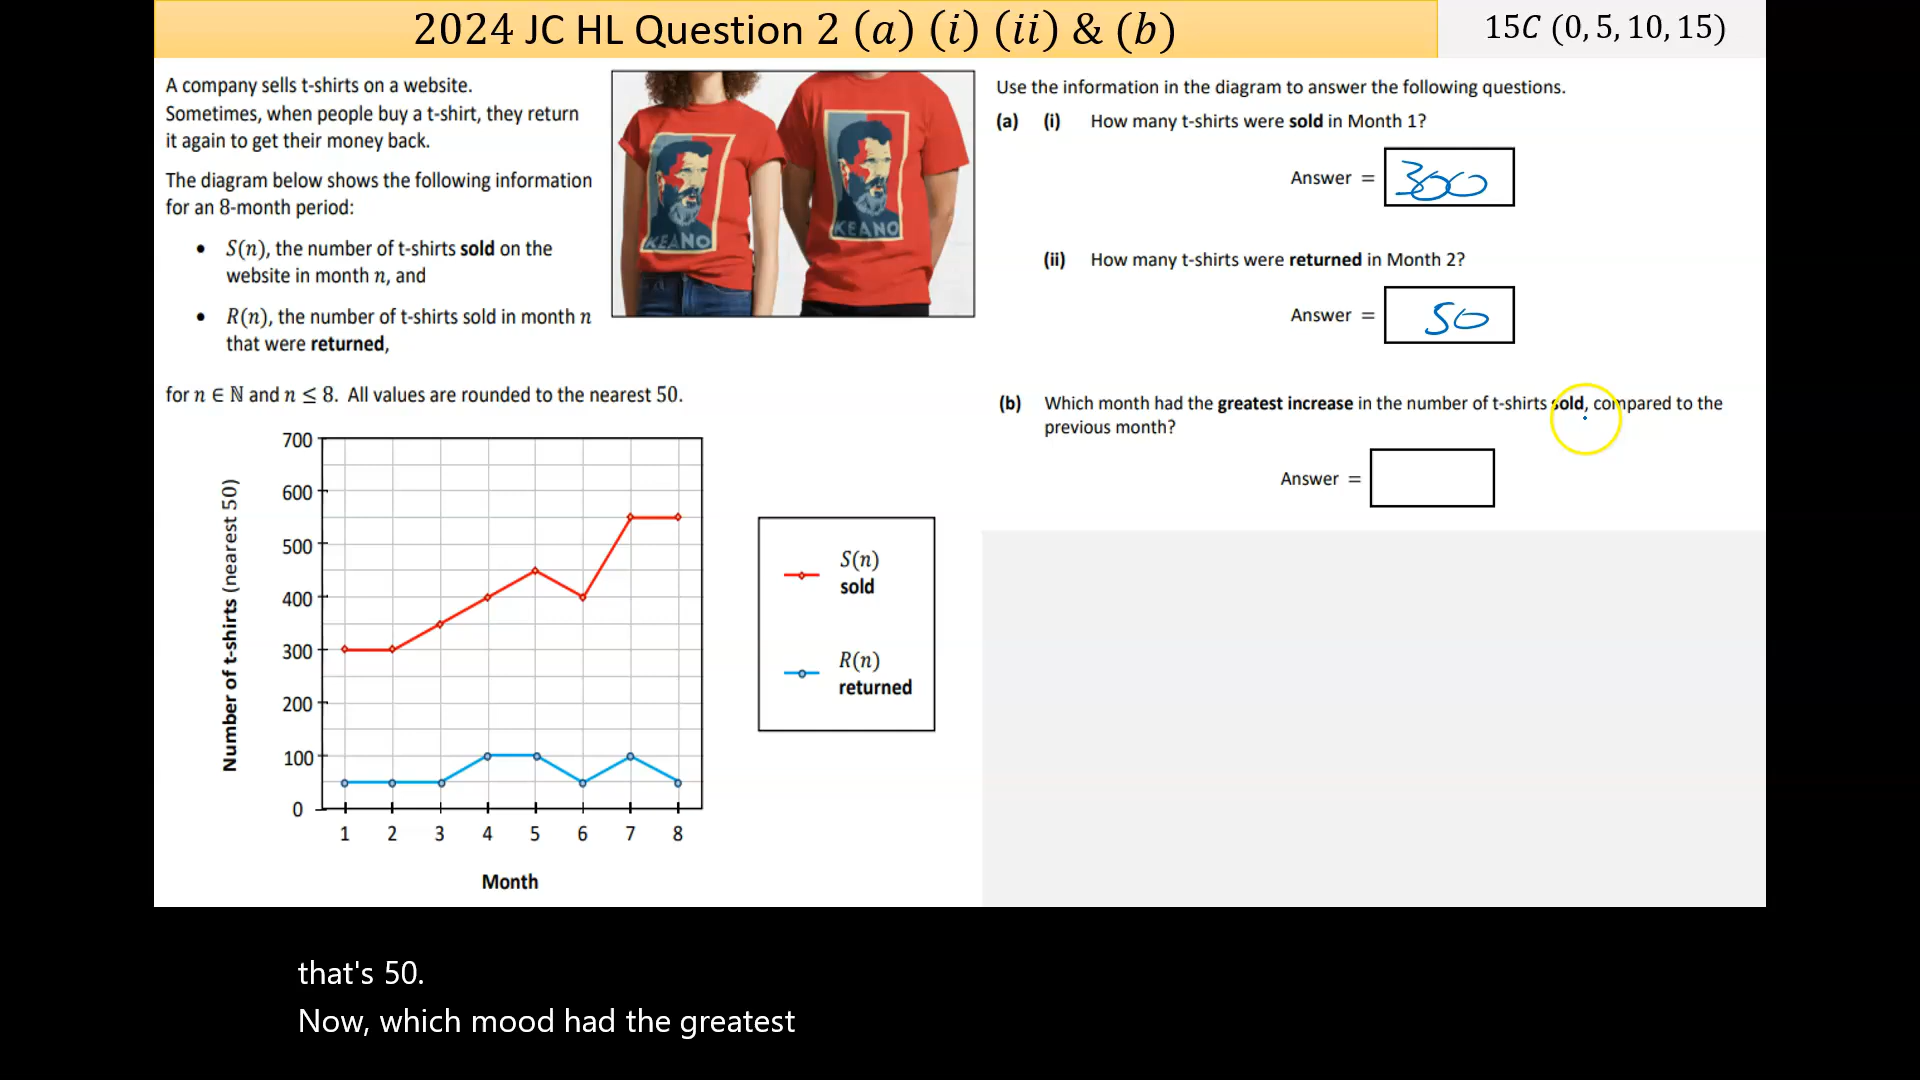 2024 JC HL Question 2 (a) (i) (ii) & (b)
15C (0, 5, 10, 15)
A company sells t-shirts on a website.
Sometimes, when people buy a t-shirt, they return
it again to get their money back.
The diagram below shows the following information
for an 8-month period:
• S(n), the number of t-shirts sold on the
website in month n, and
• R(n), the number of t-shirts sold in month n
that were returned,
for n ∈ ℕ and n ≤ 8. All values are rounded to the nearest 50.
KEANO
KEANO
Number of t-shirts (nearest 50)
700
600
500
400
300
200
100
0
1 2 3 4 5 6 7 8
Month
S(n)
sold
R(n)
returned
Use the information in the diagram to answer the following questions.
(a) (i) How many t-shirts were sold in Month 1?
Answer = 300
(ii) How many t-shirts were returned in Month 2?
Answer = 50
(b) Which month had the greatest increase in the number of t-shirts sold, compared to the
previous month?
Answer =
that's 50.
Now, which mood had the greatest